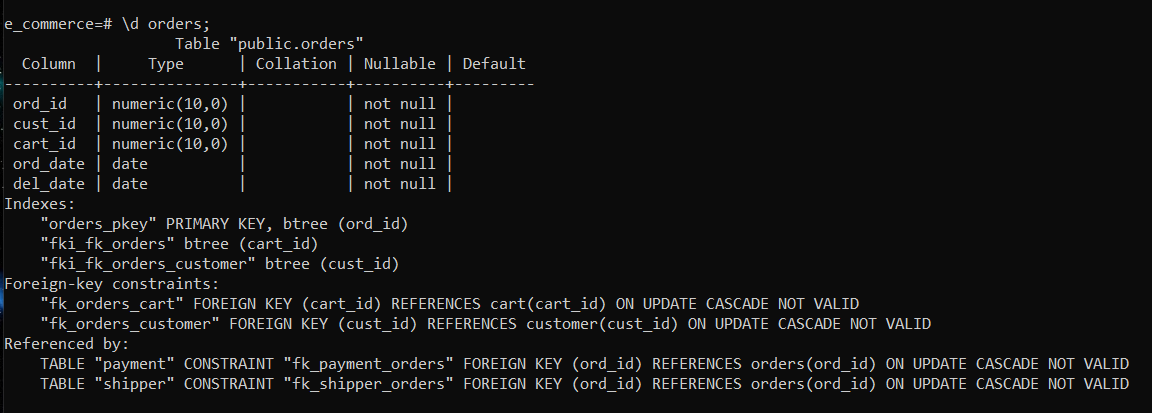 e_commerce=# \d orders;
                   Table "public.orders"
  Column  |     Type      | Collation | Nullable | Default
----------+---------------+-----------+----------+---------
 ord_id   | numeric(10,0) |           | not null |
 cust_id  | numeric(10,0) |           | not null |
 cart_id  | numeric(10,0) |           | not null |
 ord_date | date          |           | not null |
 del_date | date          |           | not null |
Indexes:
    "orders_pkey" PRIMARY KEY, btree (ord_id)
    "fki_fk_orders" btree (cart_id)
    "fki_fk_orders_customer" btree (cust_id)
Foreign-key constraints:
    "fk_orders_cart" FOREIGN KEY (cart_id) REFERENCES cart(cart_id) ON UPDATE CASCADE NOT VALID
    "fk_orders_customer" FOREIGN KEY (cust_id) REFERENCES customer(cust_id) ON UPDATE CASCADE NOT VALID
Referenced by:
    TABLE "payment" CONSTRAINT "fk_payment_orders" FOREIGN KEY (ord_id) REFERENCES orders(ord_id) ON UPDATE CASCADE NOT VALID
    TABLE "shipper" CONSTRAINT "fk_shipper_orders" FOREIGN KEY (ord_id) REFERENCES orders(ord_id) ON UPDATE CASCADE NOT VALID